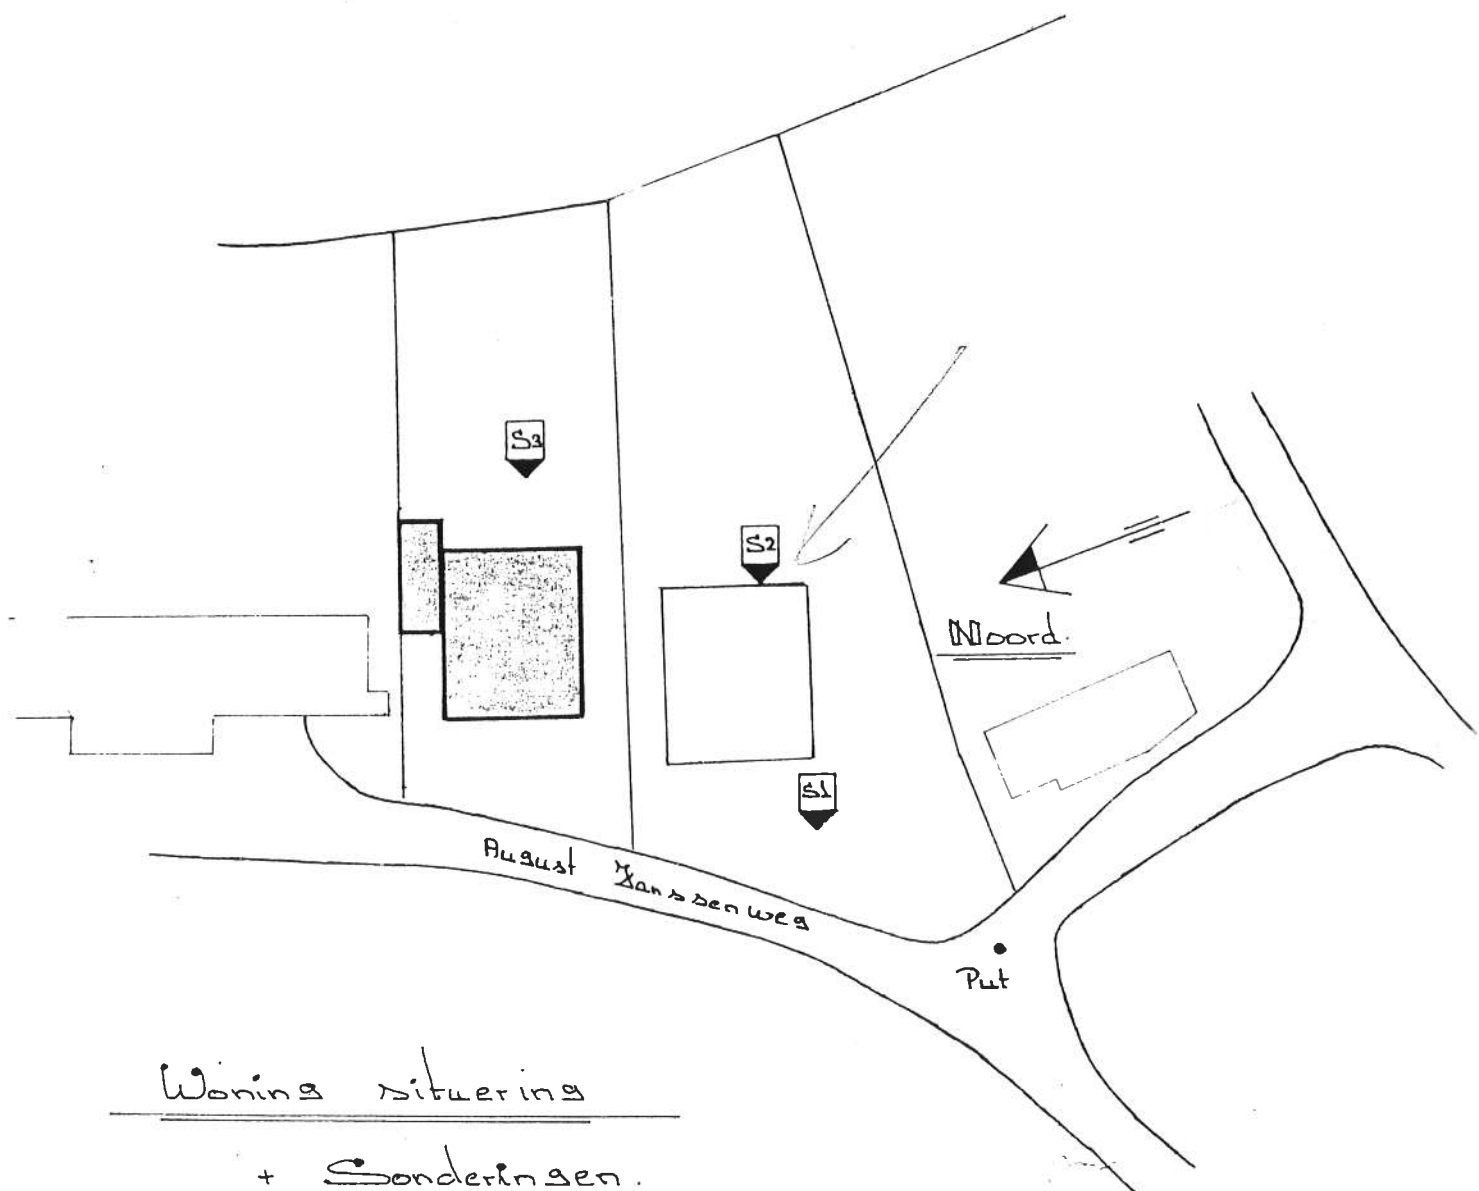 S3
S2
Noord.
S1
August Janssenweg
Put
Woning situering
+ Sonderingen.